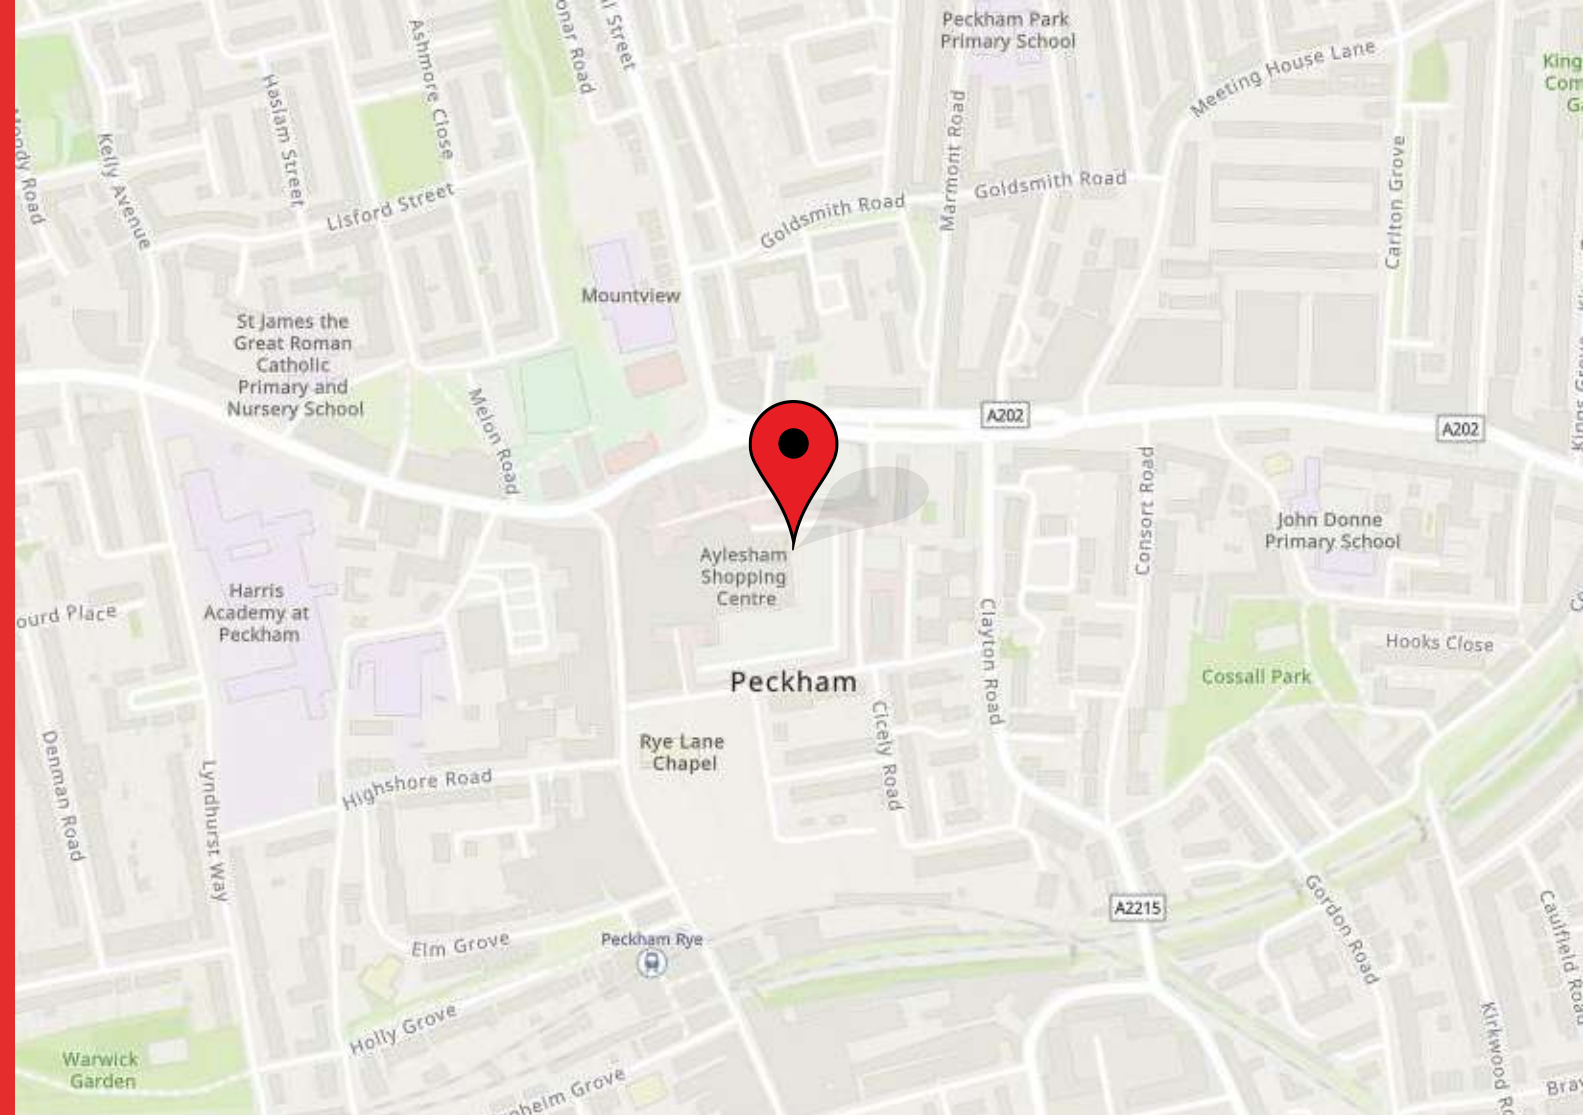 Peckham Park
Primary School
Ashmore Close
Haslam Street
Kelly Avenue
Lisford Street
Meeting House Lane
Marmont Road
Goldsmith Road
Goldsmith Road
Carlton Grove
Mountview
St James the
Great Roman
Catholic
Primary and
Nursery School
Melon Road
A202
A202
Consort Road
John Donne
Primary School
Aylesham
Shopping
Centre
Harris
Academy at
Peckham
Clayton Road
Hooks Close
Cossall Park
Peckham
Cicely Road
Rye Lane
Chapel
Denman Road
Lyndhurst Way
Highshore Road
A2215
Gordon Road
Caulfield Road
Elm Grove
Peckham Rye
Holly Grove
Warwick
Garden
Kirkwood R